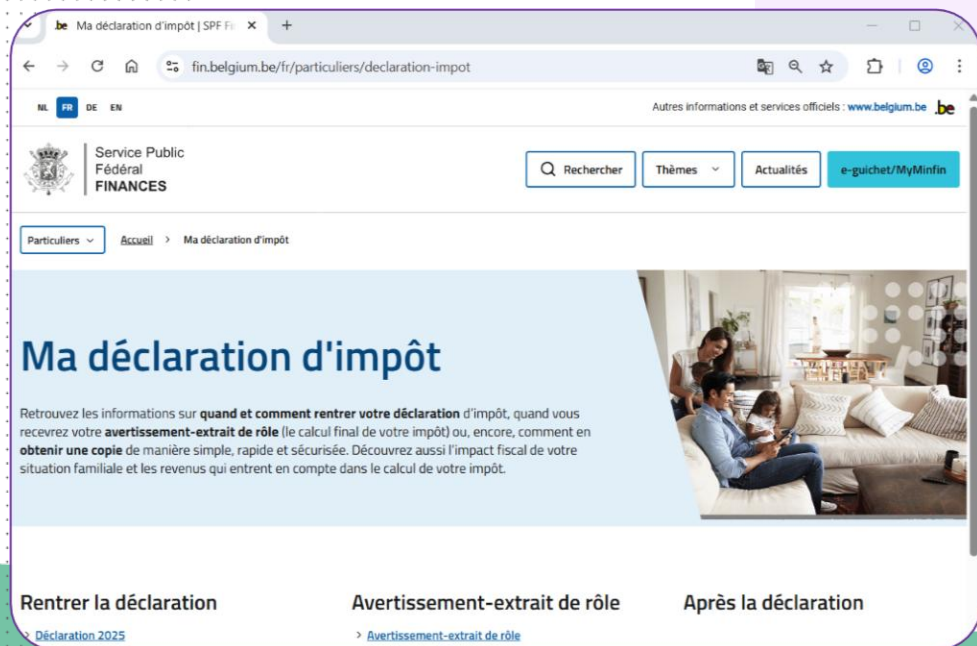 .be Ma déclaration d'impôt | SPF Fi
fin.belgium.be/fr/particuliers/declaration-impot
NL FR DE EN
Autres informations et services officiels : www.belgium.be .be
Service Public
Fédéral
FINANCES
Rechercher
Thèmes
Actualités
e-guichet/MyMinfin
Particuliers
Accueil > Ma déclaration d'impôt
Ma déclaration d'impôt
Retrouvez les informations sur quand et comment rentrer votre déclaration d'impôt, quand vous
recevrez votre avertissement-extrait de rôle (le calcul final de votre impôt) ou, encore, comment en
obtenir une copie de manière simple, rapide et sécurisée. Découvrez aussi l'impact fiscal de votre
situation familiale et les revenus qui entrent en compte dans le calcul de votre impôt.
Rentrer la déclaration
> Déclaration 2025
Avertissement-extrait de rôle
> Avertissement-extrait de rôle
Après la déclaration